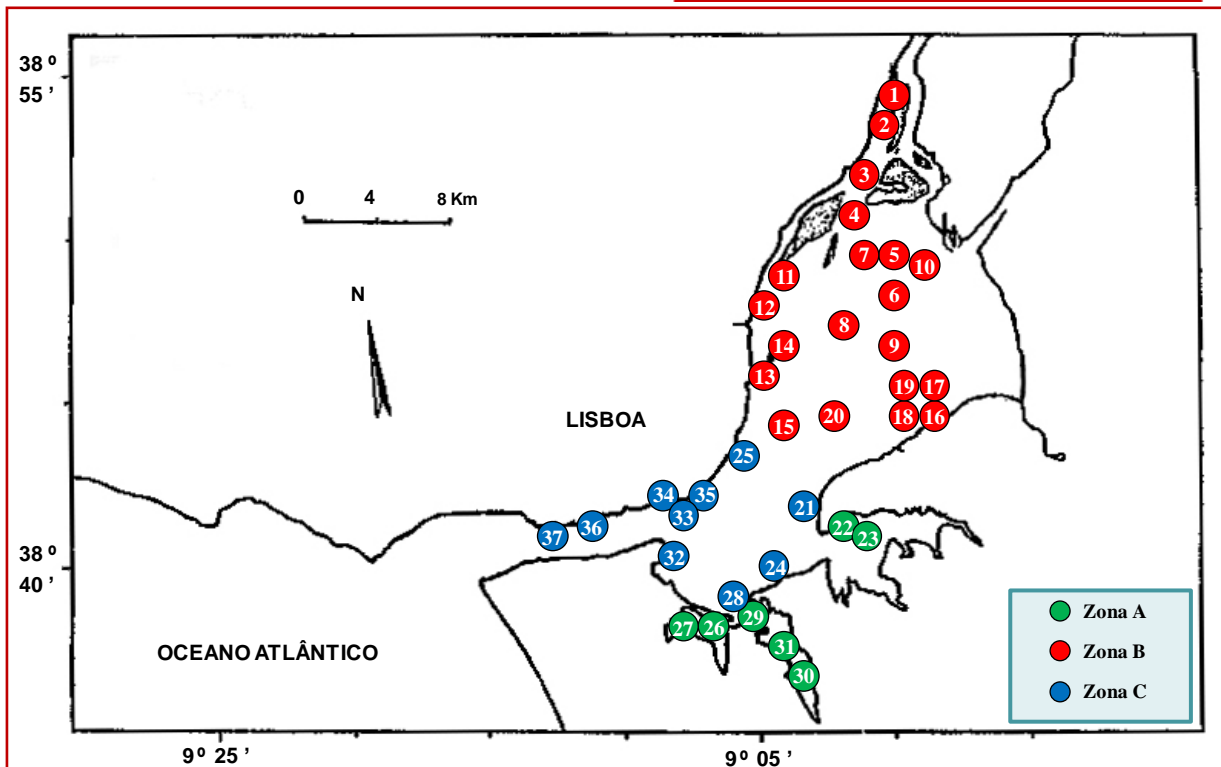 38 º
55 ’
1
2
3
0 4 8 Km
4
7 5 10
11
N
6
12
8
14 9
13
19 17
LISBOA
15 20 18 16
25
34 35
21
33
37 36
22 23
38 º
40 ’
32
24
28
29
27 26
31
30
OCEANO ATLÂNTICO
Zona A
Zona B
Zona C
9º 25 ’
9º 05 ’